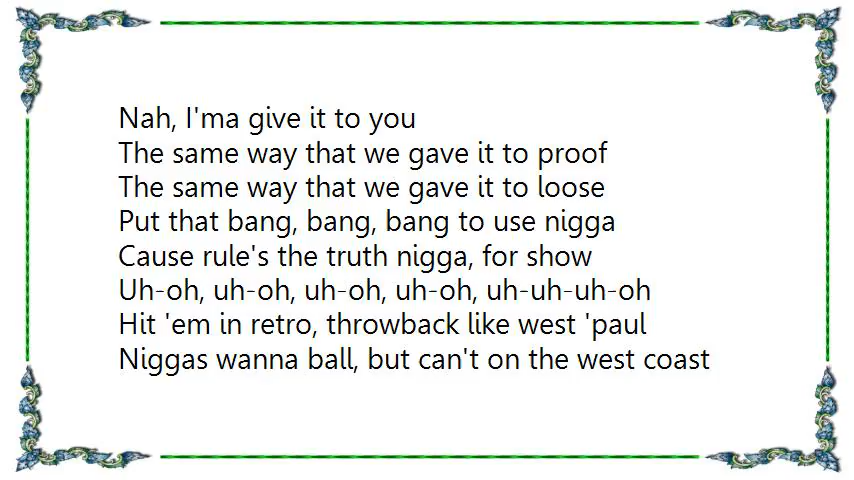 Nah, I'ma give it to you
The same way that we gave it to proof
The same way that we gave it to loose
Put that bang, bang, bang to use nigga
Cause rule's the truth nigga, for show
Uh-oh, uh-oh, uh-oh, uh-oh, uh-uh-uh-oh
Hit 'em in retro, throwback like west 'paul
Niggas wanna ball, but can't on the west coast